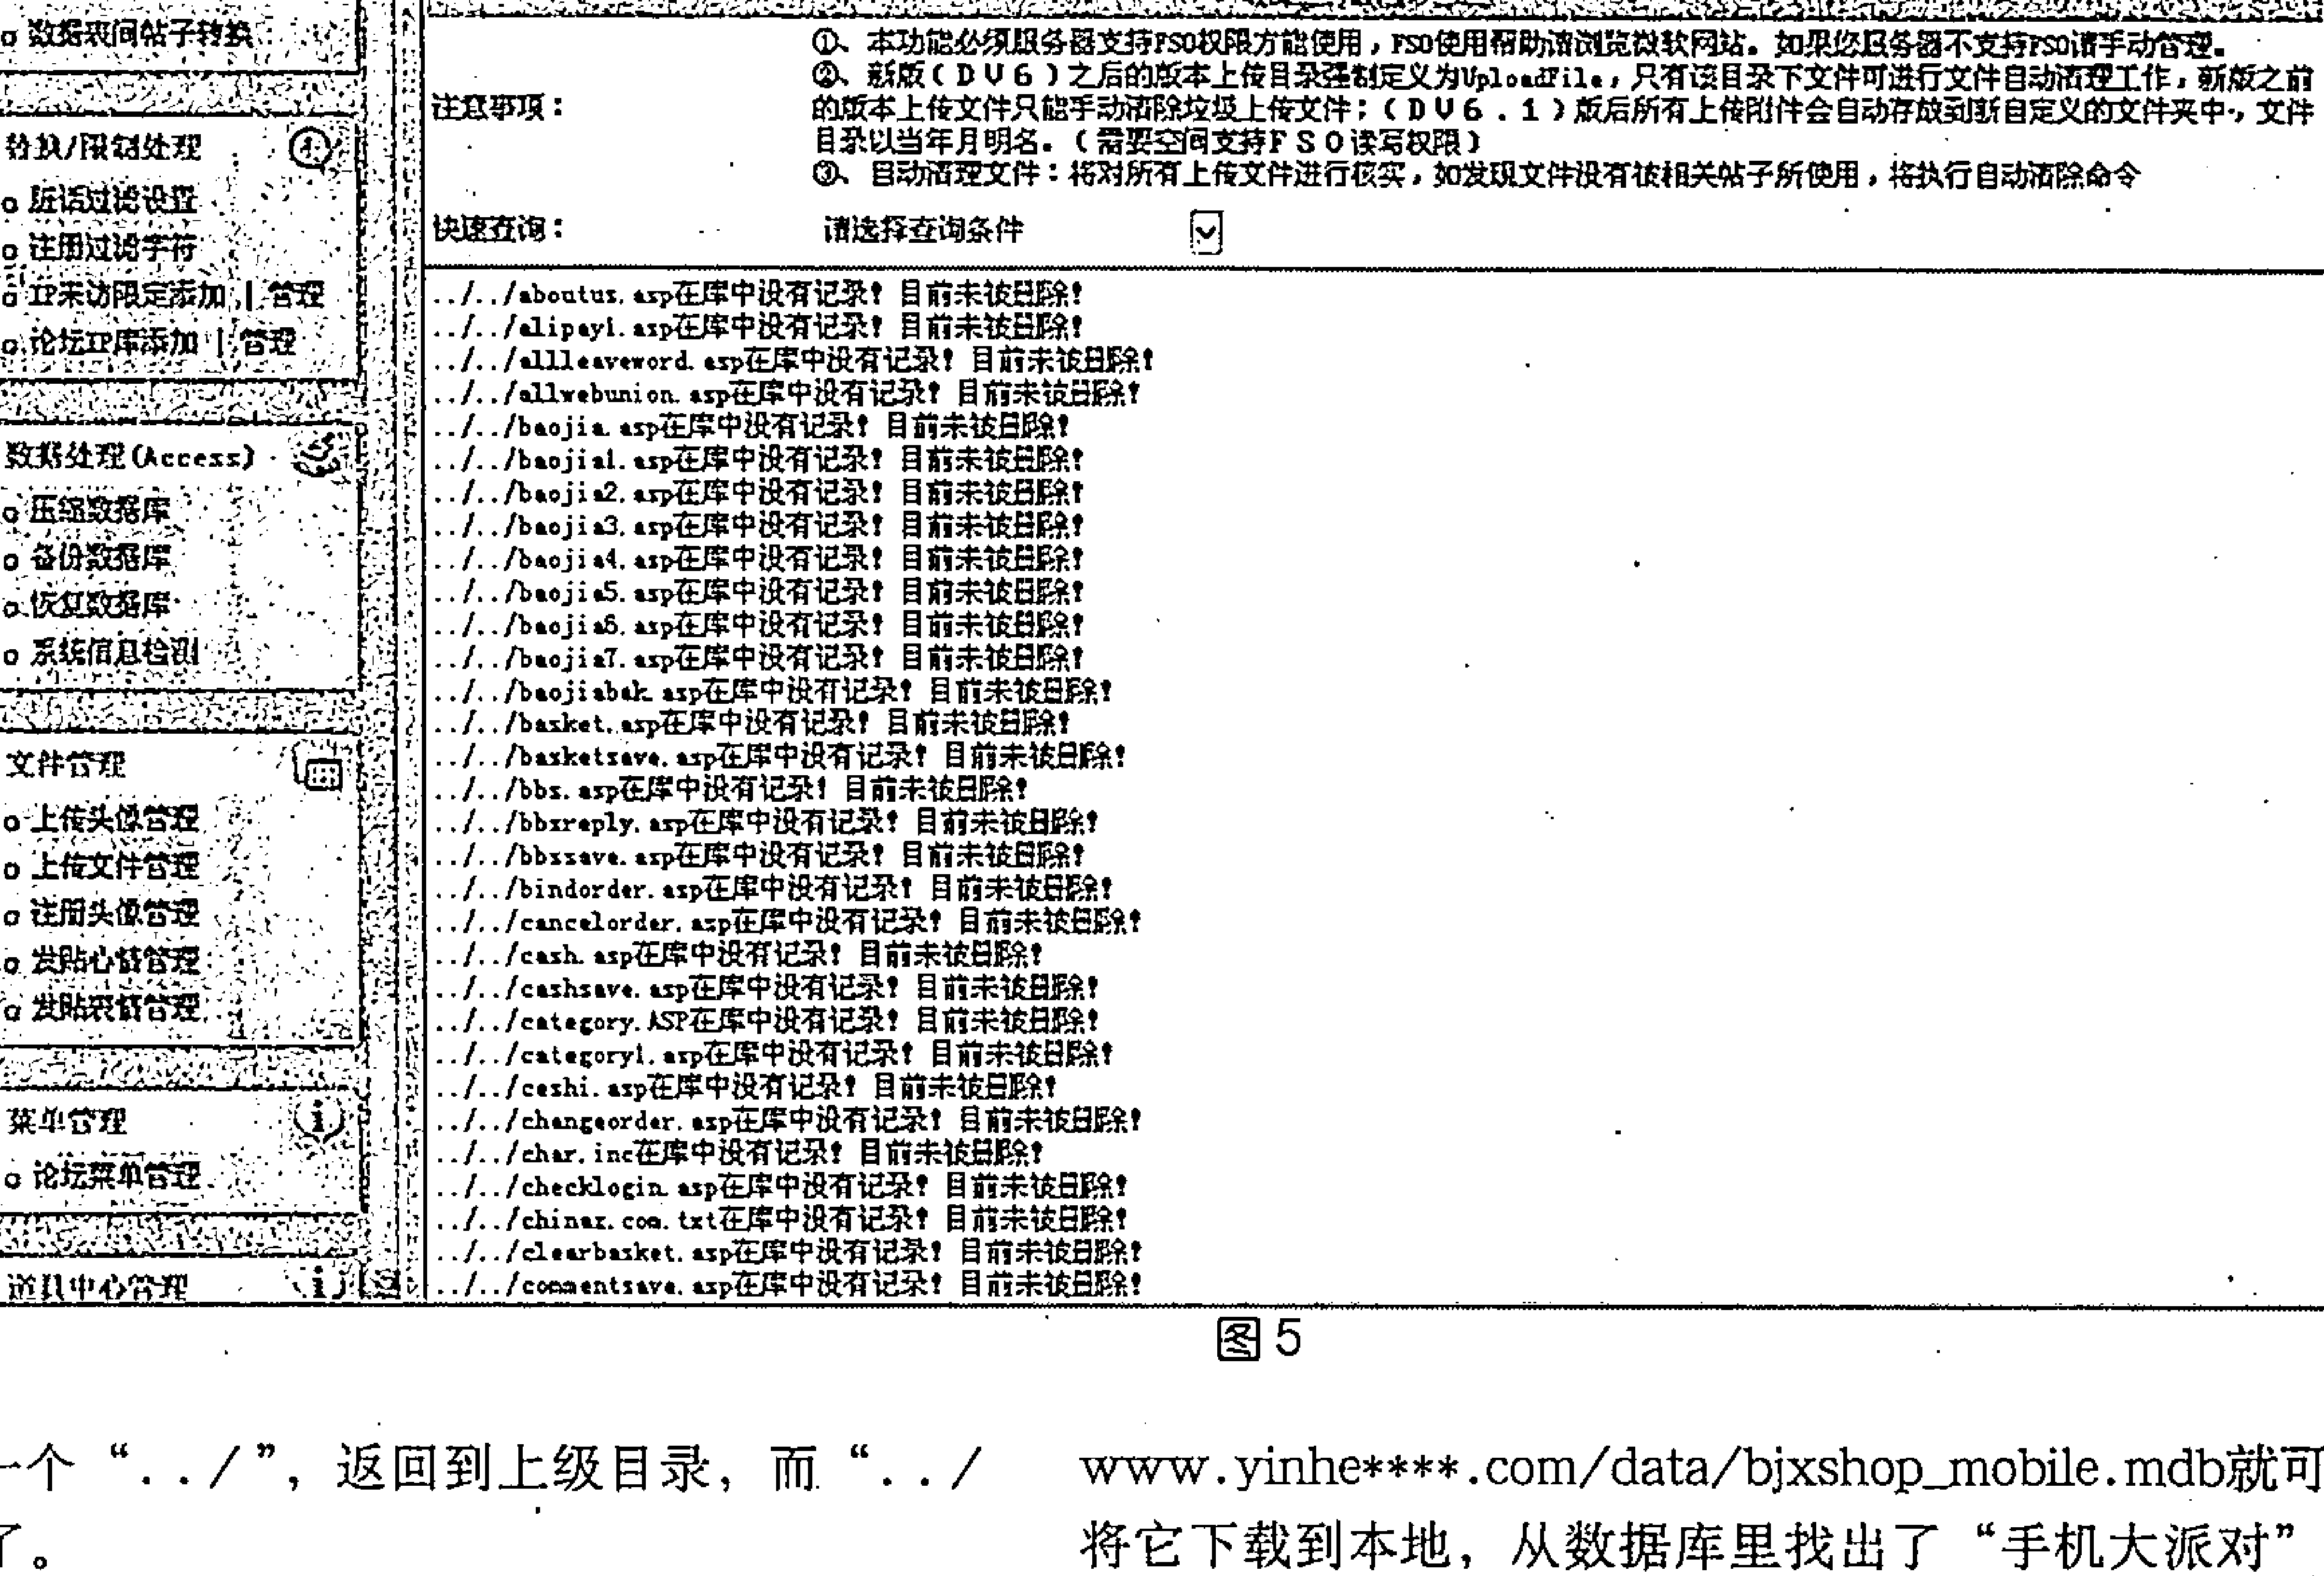 数据表间帖子转换
替换/限制处理
脏话过滤设置
注册过滤字符
IP来访限定添加 | 管理
论坛IP库添加 | 管理
数据处理(Access)
压缩数据库
备份数据库
恢复数据库
系统信息检测
文件管理
上传头像管理
上传文件管理
注册头像管理
发贴心情管理
发贴表情管理
菜单管理
论坛菜单管理
道具中心管理
注意事项：
①、本功能必须服务器支持FSO权限方能使用，FSO使用帮助请浏览微软网站。如果您服务器不支持FSO请手动管理。
②、新版（DV6）之后的版本上传目录强制定义为UploadFile，只有该目录下文件可进行文件自动清理工作，新版之前
的版本上传文件只能手动清除垃圾上传文件；（DV6.1）版后所有上传附件会自动存放到新自定义的文件夹中，文件
目录以当年月明名。（需要空间支持FSO读写权限）
③、自动清理文件：将对所有上传文件进行核实，如发现文件没有被相关帖子所使用，将执行自动清除命令
快速查询： 请选择查询条件
../../aboutus.asp在库中没有记录！目前未被删除！
../../alipay1.asp在库中没有记录！目前未被删除！
../../allleaveword.asp在库中没有记录！目前未被删除！
../../allwebunion.asp在库中没有记录！目前未被删除！
../../baojia.asp在库中没有记录！目前未被删除！
../../baojia1.asp在库中没有记录！目前未被删除！
../../baojia2.asp在库中没有记录！目前未被删除！
../../baojia3.asp在库中没有记录！目前未被删除！
../../baojia4.asp在库中没有记录！目前未被删除！
../../baojia5.asp在库中没有记录！目前未被删除！
../../baojia6.asp在库中没有记录！目前未被删除！
../../baojia7.asp在库中没有记录！目前未被删除！
../../baojiabak.asp在库中没有记录！目前未被删除！
../../basket.asp在库中没有记录！目前未被删除！
../../basketsave.asp在库中没有记录！目前未被删除！
../../bbs.asp在库中没有记录！目前未被删除！
../../bbsreply.asp在库中没有记录！目前未被删除！
../../bbssave.asp在库中没有记录！目前未被删除！
../../bindorder.asp在库中没有记录！目前未被删除！
../../cancelorder.asp在库中没有记录！目前未被删除！
../../cash.asp在库中没有记录！目前未被删除！
../../cashsave.asp在库中没有记录！目前未被删除！
../../category.ASP在库中没有记录！目前未被删除！
../../category1.asp在库中没有记录！目前未被删除！
../../ceshi.asp在库中没有记录！目前未被删除！
../../changeorder.asp在库中没有记录！目前未被删除！
../../char.inc在库中没有记录！目前未被删除！
../../checklogin.asp在库中没有记录！目前未被删除！
../../chinaz.com.txt在库中没有记录！目前未被删除！
../../clearbasket.asp在库中没有记录！目前未被删除！
../../commentsave.asp在库中没有记录！目前未被删除！
图5
一个“../”，返回到上级目录，而“../
了。
www.yinhe****.com/data/bjxshop_mobile.mdb就可
将它下载到本地，从数据库里找出了“手机大派对”